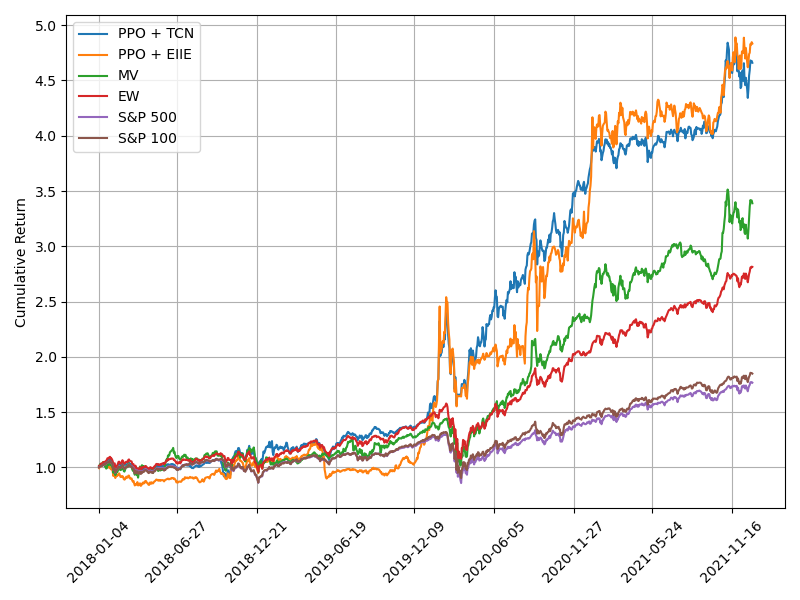 PPO + TCN
PPO + EIIE
MV
EW
S&P 500
S&P 100
Cumulative Return
5.0
4.5
4.0
3.5
3.0
2.5
2.0
1.5
1.0
2018-01-04
2018-06-27
2018-12-21
2019-06-19
2019-12-09
2020-06-05
2020-11-27
2021-05-24
2021-11-16